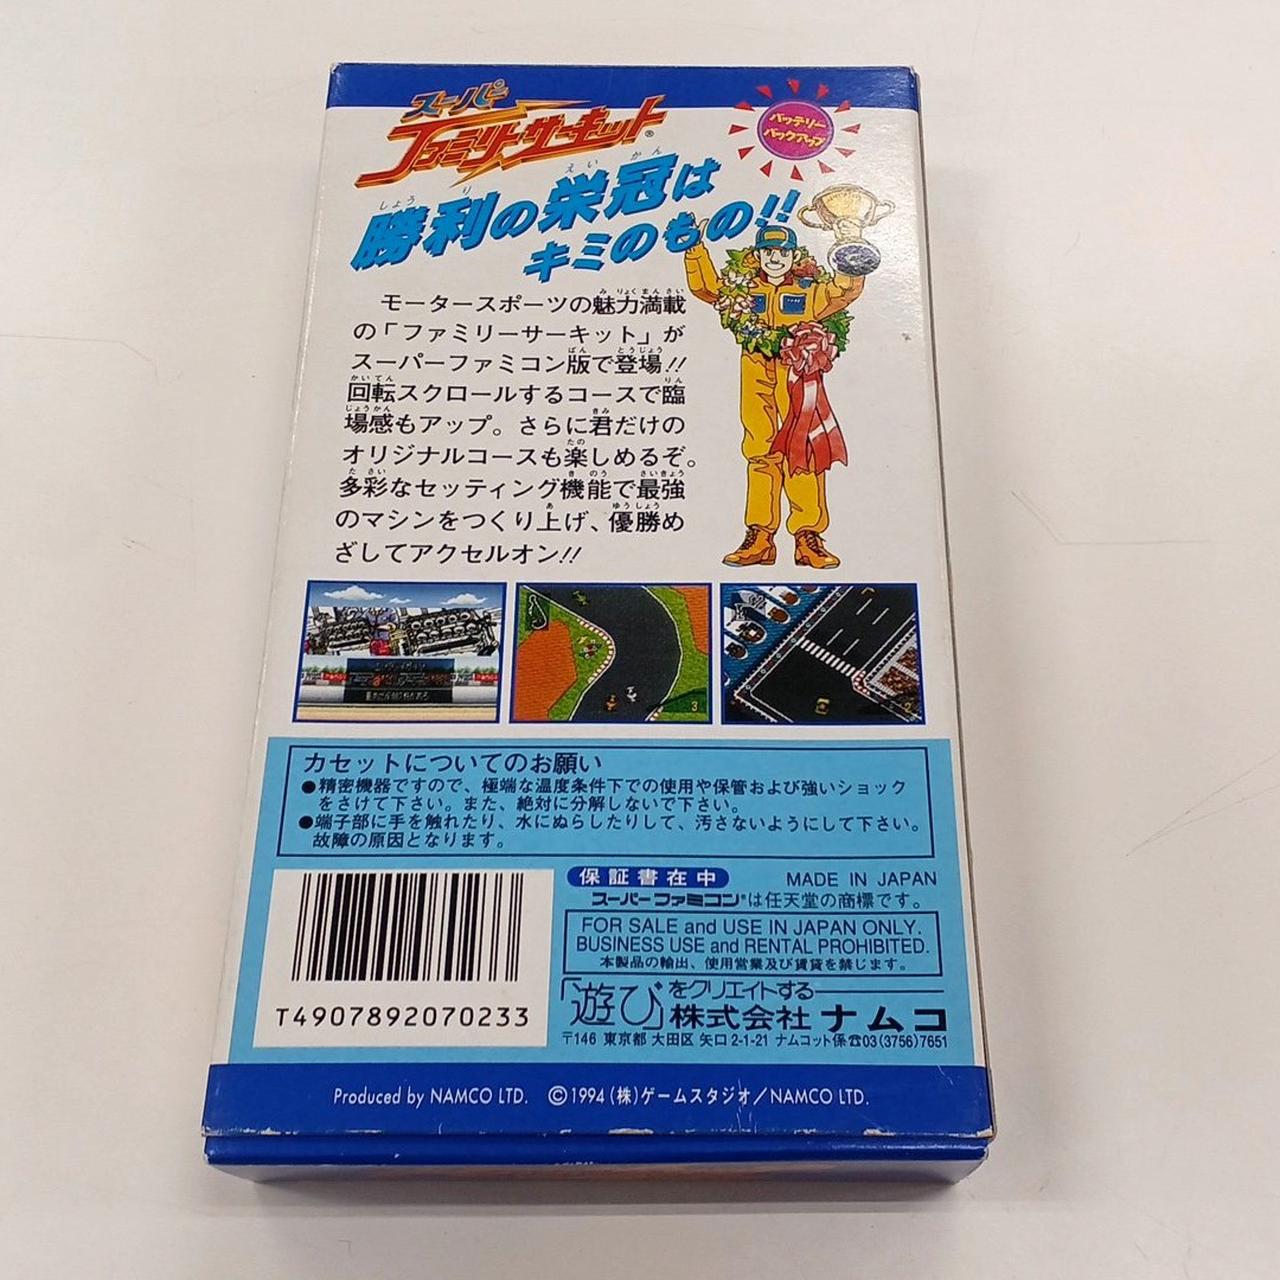 スーパー
ファミリーサーキット®
バッテリー
バックアップ
勝利の栄冠は
キミのもの!!
モータースポーツの魅力満載
の「ファミリーサーキット」が
スーパーファミコン版で登場!!
回転スクロールするコースで臨
場感もアップ。さらに君だけの
オリジナルコースも楽しめるぞ。
多彩なセッティング機能で最強
のマシンをつくり上げ、優勝め
ざしてアクセルオン!!
3
2
カセットについてのお願い
●精密機器ですので、極端な温度条件下での使用や保管および強いショック
をさけて下さい。また、絶対に分解しないで下さい。
●端子部に手を触れたり、水にぬらしたりして、汚さないようにして下さい。
故障の原因となります。
保証書在中
MADE IN JAPAN
スーパーファミコン®は任天堂の商標です。
FOR SALE and USE IN JAPAN ONLY.
BUSINESS USE and RENTAL PROHIBITED.
本製品の輸出、使用営業及び賃貸を禁じます。
T4907892070233
「遊び」をクリエイトする
株式会社ナムコ
〒146 東京都 大田区 矢口 2-1-21 ナムコット係☎03(3756)7651
Produced by NAMCO LTD. ©1994 (株)ゲームスタジオ/NAMCO LTD.